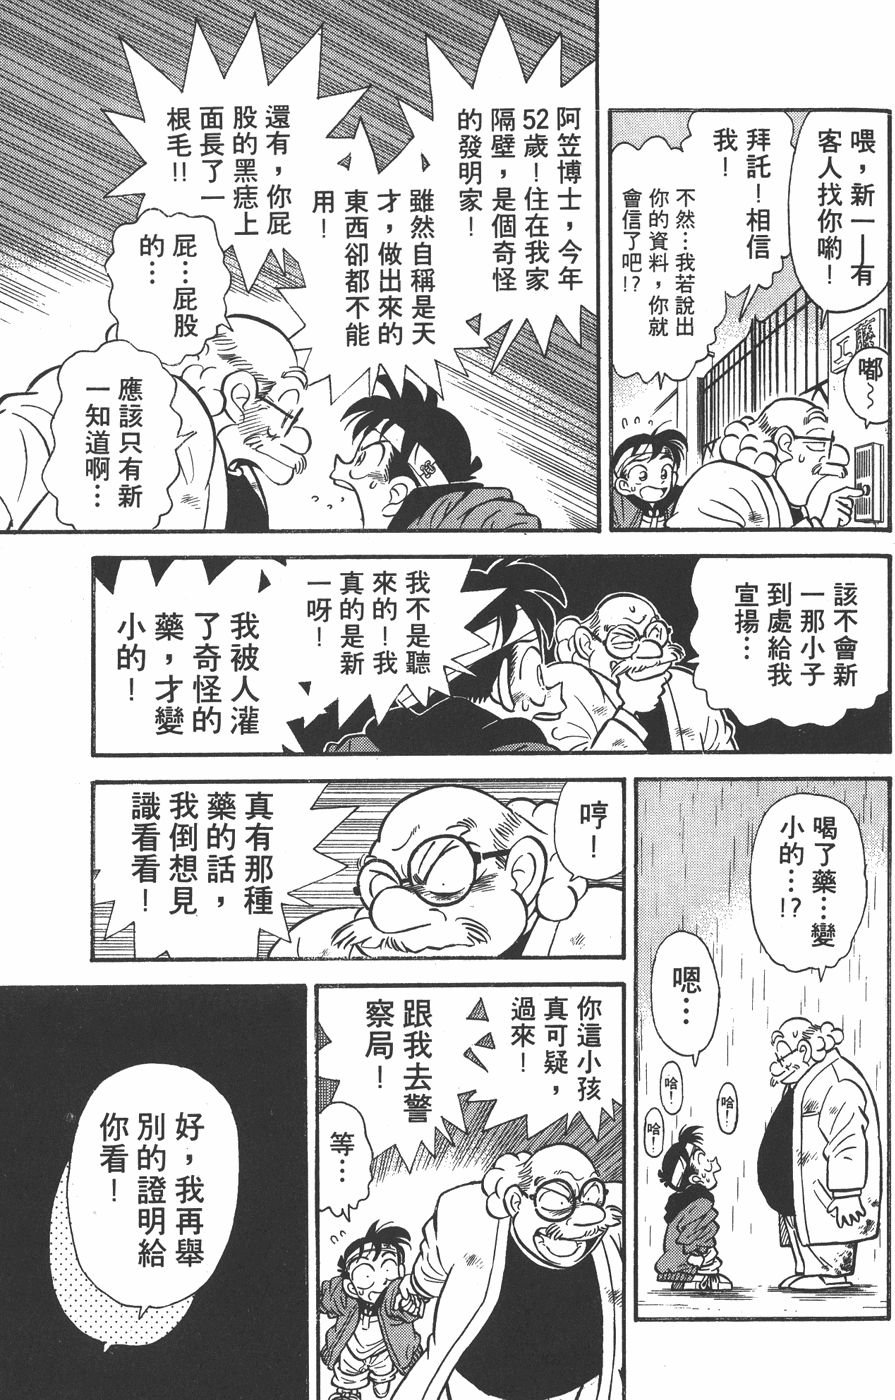 喂，新一—有
客人找你喲！
工藤
嘟～
拜託！相信
我！
不然…我若說出
你的資料，你就
會信了吧！？
阿笠博士，今年
52歲！住在我家
隔壁，是個奇怪
的發明家！
雖然自稱是天
才，做出來的
東西卻都不能
用！
還有，你屁
股的黑痣上
面長了一
根毛！！
屁…屁股
的…
應該只有新
一知道啊…
該不會新
一那小子
到處給我
宣揚…
我不是聽
來的！我
真的是新
一呀！
我被人灌
了奇怪的
藥，才變
小的！
喝了藥…變
小的…！？
嗯…
哈！
哈！
哈！
哼！
真有那種
藥的話，
我倒想見
識看看！
你這小孩
真可疑，
過來！
跟我去警
察局！
等…
好，我再舉
別的證明給
你看！